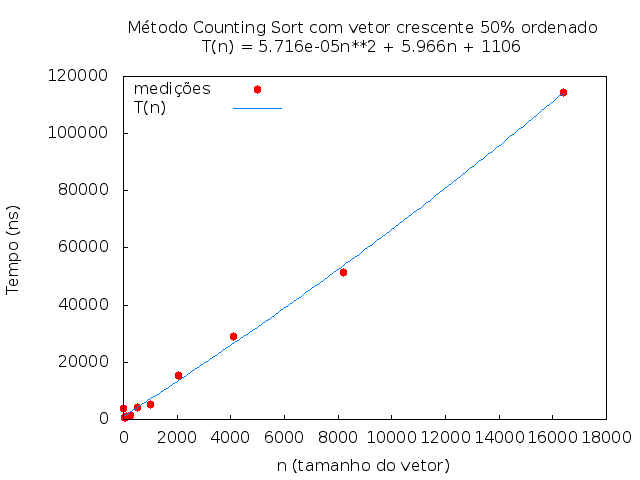 Método Counting Sort com vetor crescente 50% ordenado
T(n) = 5.716e-05n**2 + 5.966n + 1106
120000
100000
80000
60000
40000
20000
0
Tempo (ns)
medições
T(n)
0 2000 4000 6000 8000 10000 12000 14000 16000 18000
n (tamanho do vetor)